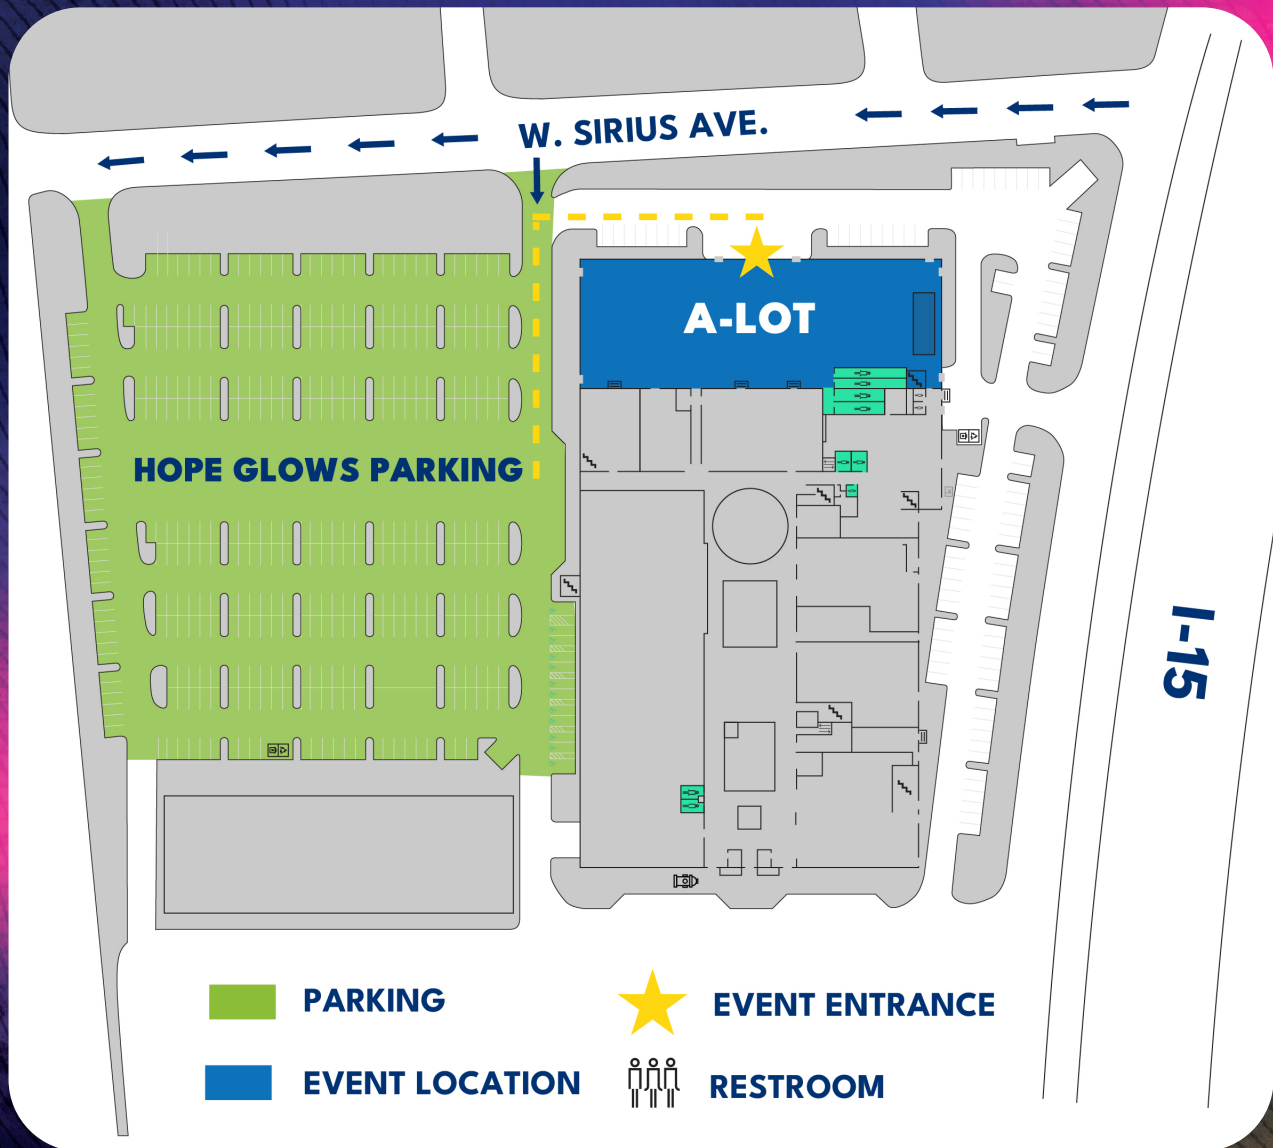 W. SIRIUS AVE.
A-LOT
HOPE GLOWS PARKING
I-15
PARKING
EVENT ENTRANCE
EVENT LOCATION
RESTROOM